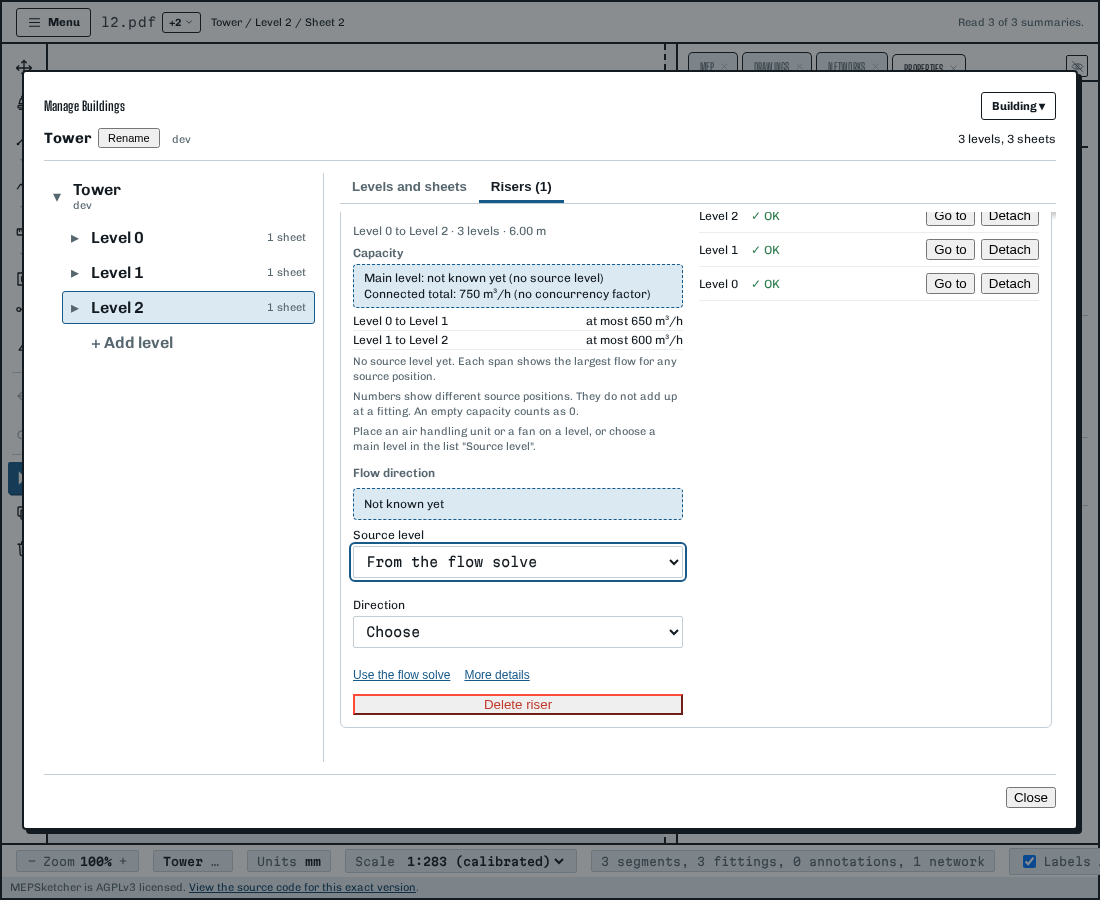 Menu
l2.pdf
+2
Tower / Level 2 / Sheet 2
Read 3 of 3 summaries.
MEP
DRAWINGS
NETWORKS
PROPERTIES
Manage Buildings
Building ▾
Tower
Rename
dev
3 levels, 3 sheets
▼ Tower
dev
▶ Level 0
1 sheet
▶ Level 1
1 sheet
▶ Level 2
1 sheet
+ Add level
Levels and sheets
Risers (1)
Level 0 to Level 2 · 3 levels · 6.00 m
Capacity
Main level: not known yet (no source level)
Connected total: 750 m³/h (no concurrency factor)
Level 0 to Level 1
at most 650 m³/h
Level 1 to Level 2
at most 600 m³/h
No source level yet. Each span shows the largest flow for any
source position.
Numbers show different source positions. They do not add up
at a fitting. An empty capacity counts as 0.
Place an air handling unit or a fan on a level, or choose a
main level in the list "Source level".
Flow direction
Not known yet
Source level
From the flow solve
Direction
Choose
Use the flow solve
More details
Delete riser
Level 2 ✓ OK Go to Detach
Level 1 ✓ OK Go to Detach
Level 0 ✓ OK Go to Detach
Close
− Zoom 100% +
Tower …
Units mm
Scale 1:283 (calibrated)
3 segments, 3 fittings, 0 annotations, 1 network
Labels
MEPSketcher is AGPLv3 licensed. View the source code for this exact version.